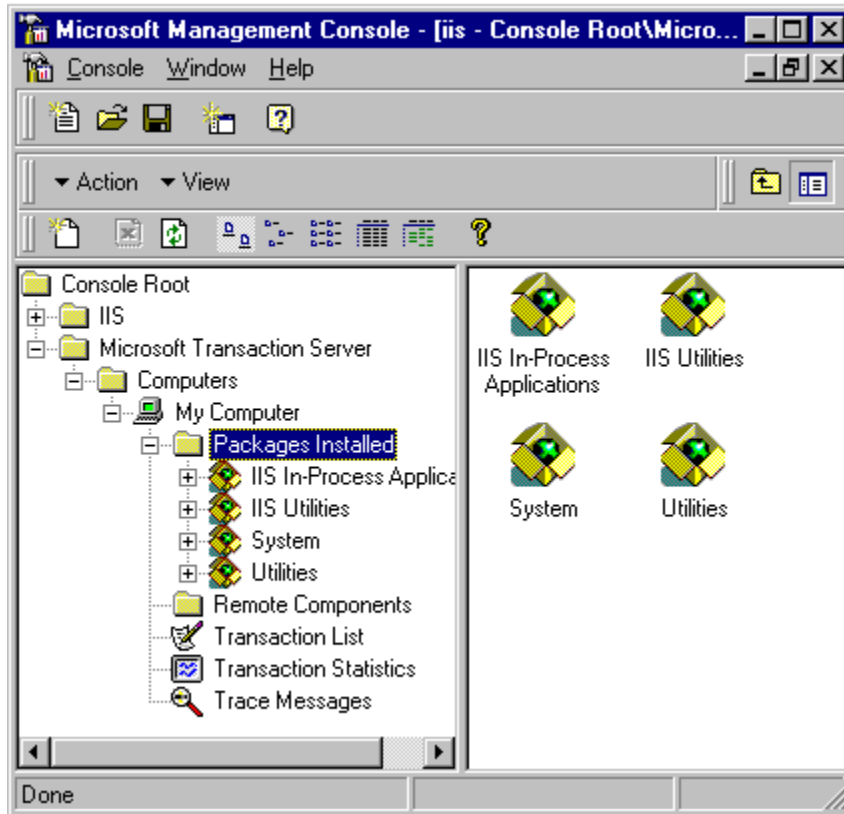 Microsoft Management Console - [iis - Console Root\Micro...
Console Window Help
Action View
Console Root
IIS
Microsoft Transaction Server
Computers
My Computer
Packages Installed
IIS In-Process Applica
IIS Utilities
System
Utilities
Remote Components
Transaction List
Transaction Statistics
Trace Messages
IIS In-Process
Applications
IIS Utilities
System
Utilities
Done